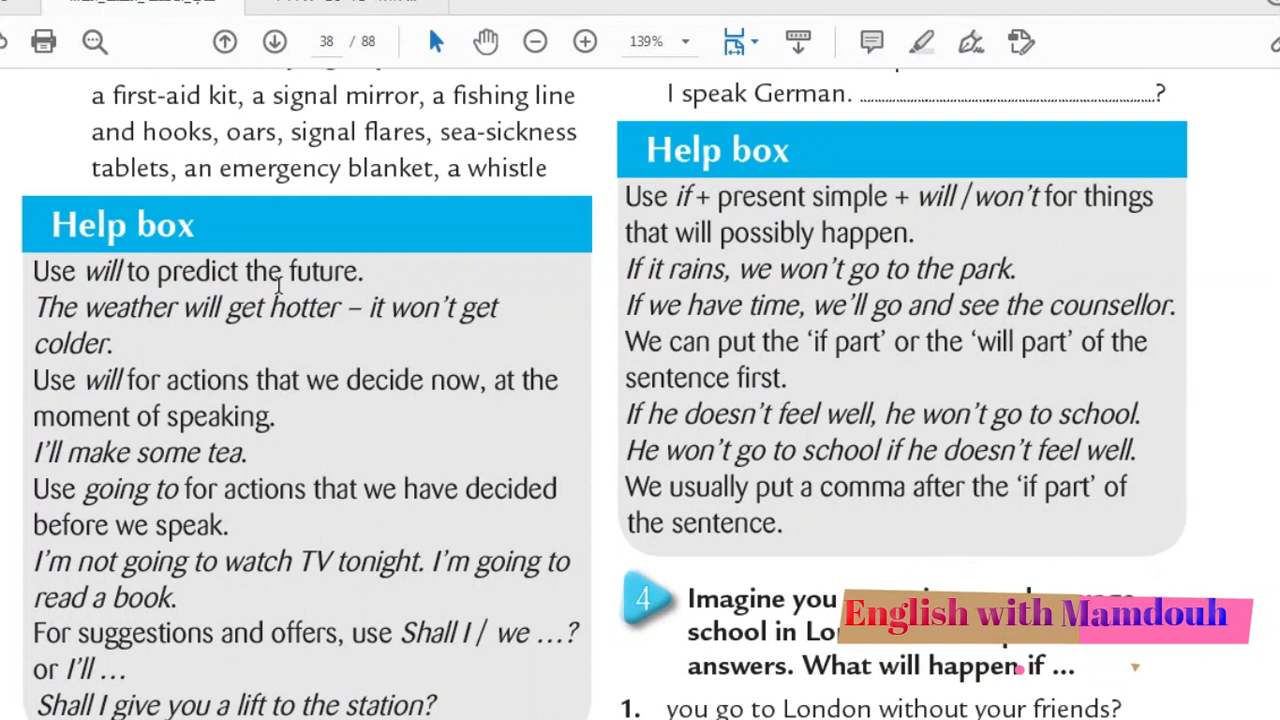 38 / 88
139%
a first-aid kit, a signal mirror, a fishing line
and hooks, oars, signal flares, sea-sickness
tablets, an emergency blanket, a whistle
Help box
Use will to predict the future.
The weather will get hotter – it won't get
colder.
Use will for actions that we decide now, at the
moment of speaking.
I'll make some tea.
Use going to for actions that we have decided
before we speak.
I'm not going to watch TV tonight. I'm going to
read a book.
For suggestions and offers, use Shall I / we …?
or I'll …
Shall I give you a lift to the station?
I speak German. ?
Help box
Use if + present simple + will / won't for things
that will possibly happen.
If it rains, we won't go to the park.
If we have time, we'll go and see the counsellor.
We can put the 'if part' or the 'will part' of the
sentence first.
If he doesn't feel well, he won't go to school.
He won't go to school if he doesn't feel well.
We usually put a comma after the 'if part' of
the sentence.
4
Imagine you
English with Mamdouh
school in
answers. What will happen if …
1. you go to London without your friends?